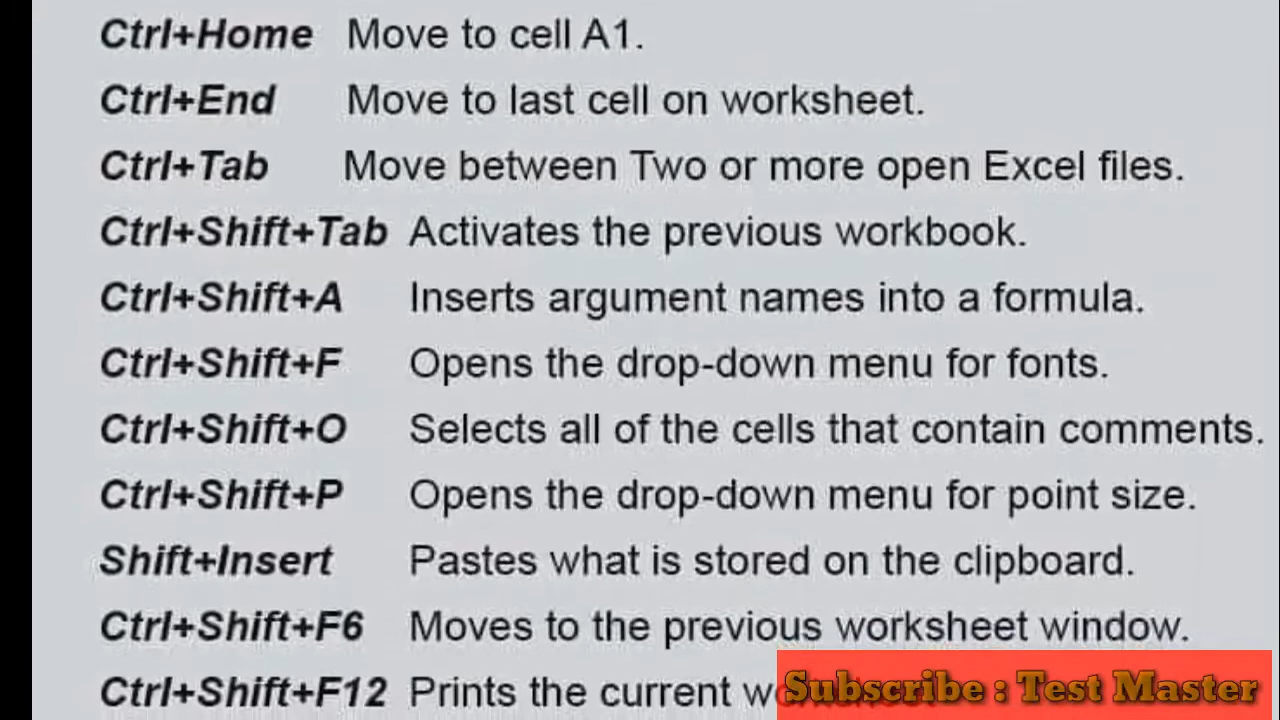 Ctrl+Home Move to cell A1.
Ctrl+End Move to last cell on worksheet.
Ctrl+Tab Move between Two or more open Excel files.
Ctrl+Shift+Tab Activates the previous workbook.
Ctrl+Shift+A Inserts argument names into a formula.
Ctrl+Shift+F Opens the drop-down menu for fonts.
Ctrl+Shift+O Selects all of the cells that contain comments.
Ctrl+Shift+P Opens the drop-down menu for point size.
Shift+Insert Pastes what is stored on the clipboard.
Ctrl+Shift+F6 Moves to the previous worksheet window.
Ctrl+Shift+F12 Prints the current
Subscribe : Test Master